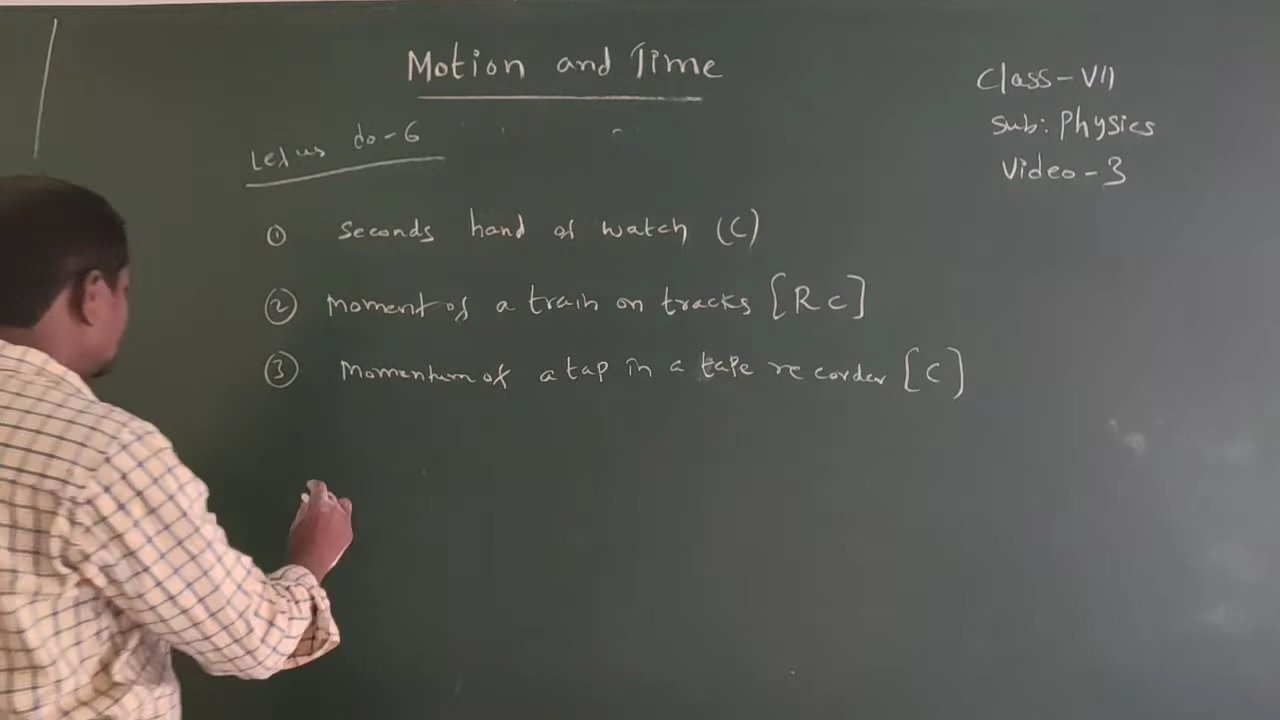 Motion and Time
Class-VII
Sub: Physics
Video-3
Let us do-6
① Seconds hand of watch (C)
② Moment of a train on tracks [Rc]
③ Momentum of a tap in a tape recorder [C]